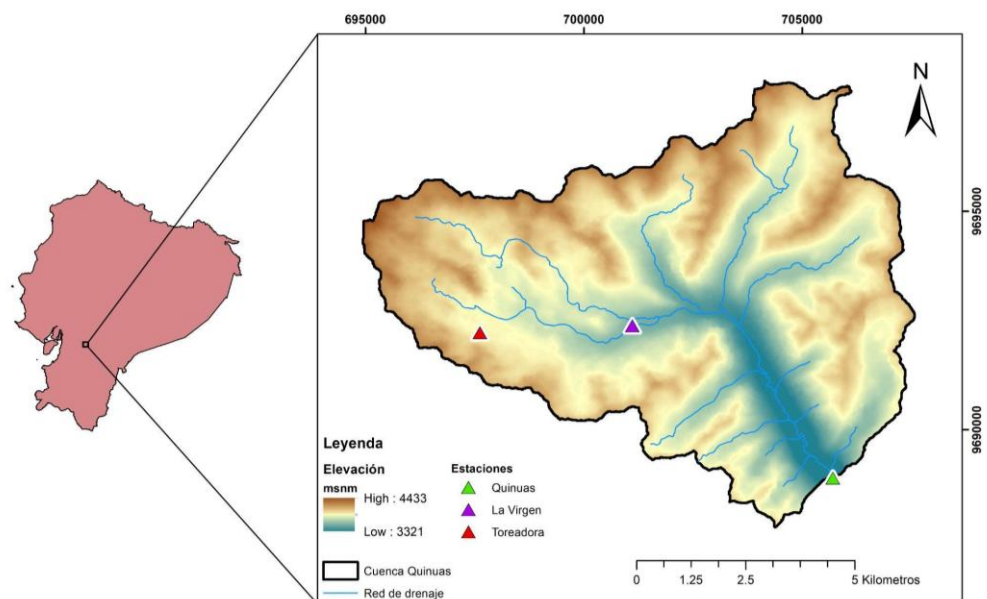 695000 700000 705000
N
9695000
9690000
Leyenda
Elevación
msnm
High : 4433
Low : 3321
Estaciones
Quinuas
La Virgen
Toreadora
Cuenca Quinuas
Red de drenaje
0 1.25 2.5 5 Kilometros